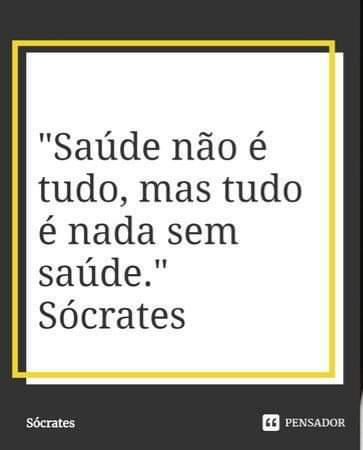 "Saúde não é
tudo, mas tudo
é nada sem
saúde."
Sócrates
Sócrates
PENSADOR